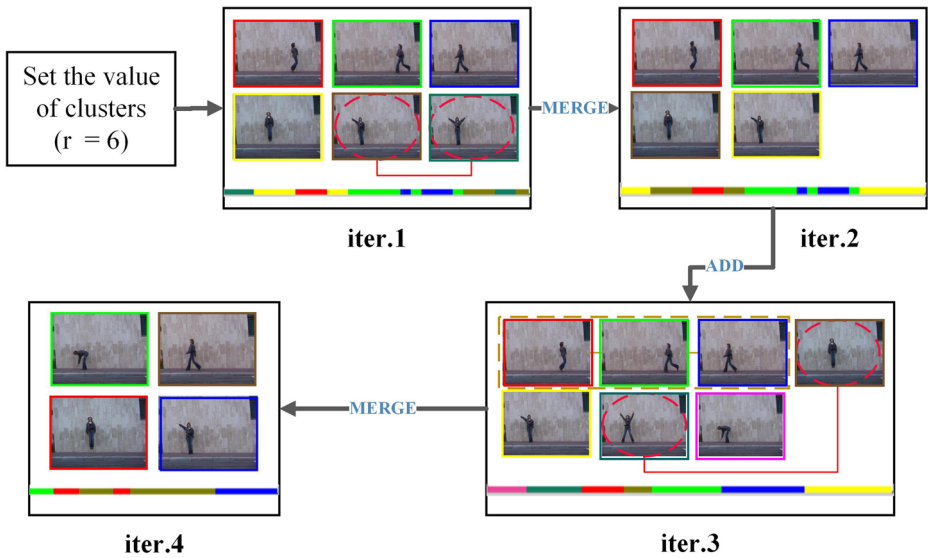 Set the value
of clusters
(r = 6)
MERGE
iter.1
iter.2
ADD
MERGE
iter.4
iter.3